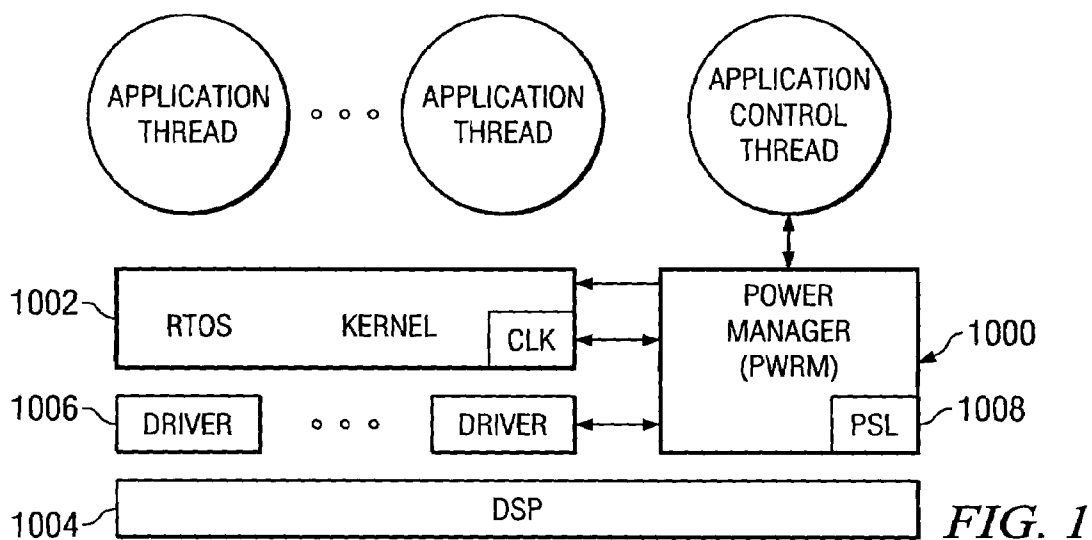 APPLICATION
THREAD
APPLICATION
THREAD
APPLICATION
CONTROL
THREAD
1002
RTOS KERNEL
CLK
POWER
MANAGER
(PWRM)
1000
1006
DRIVER
DRIVER
PSL
1008
1004
DSP
FIG. 1